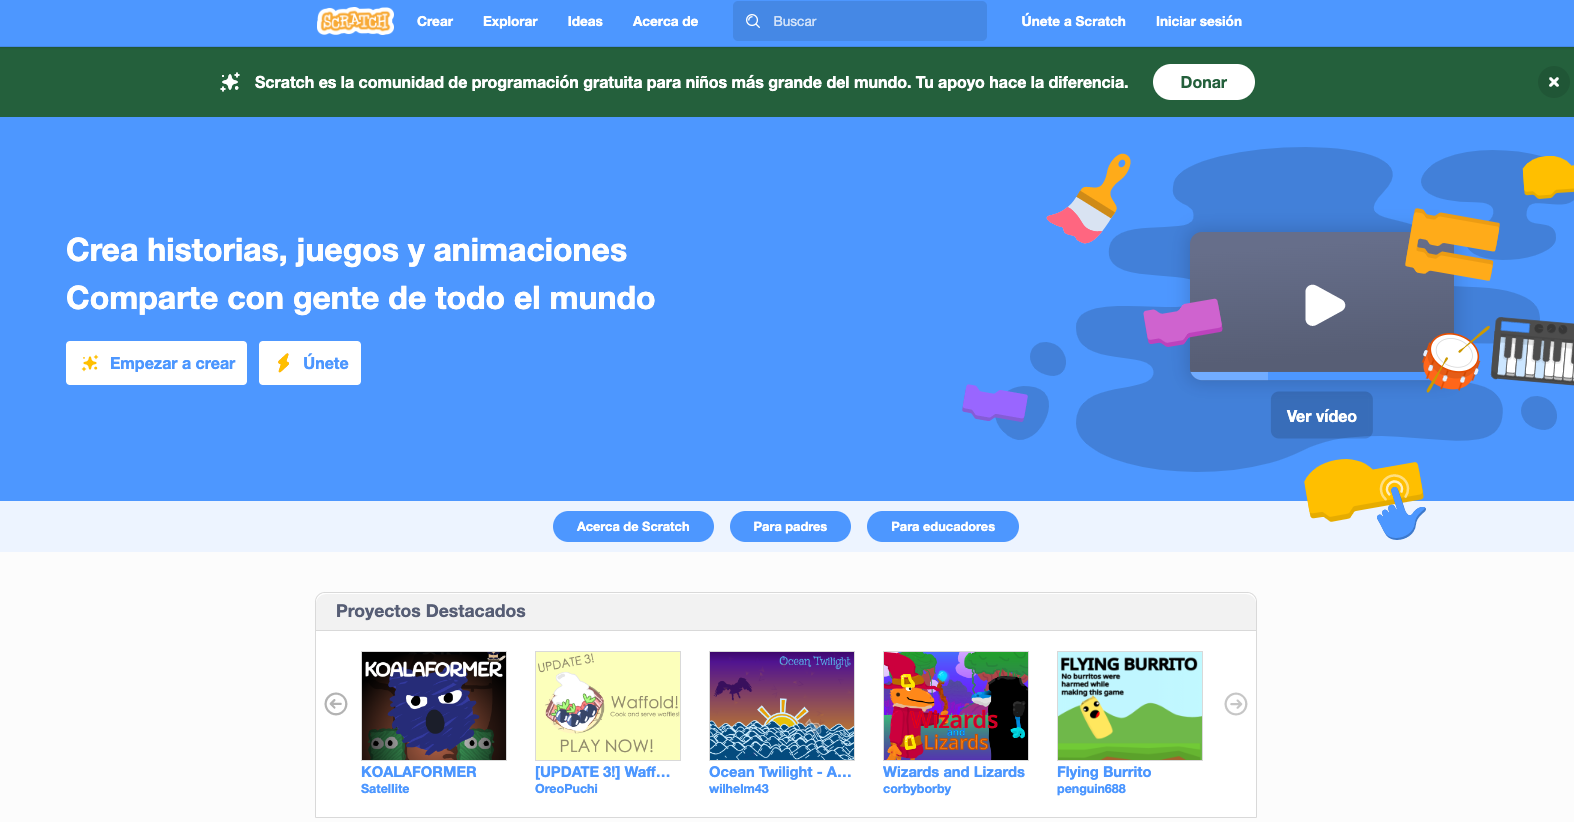 SCRATCH
Crear
Explorar
Ideas
Acerca de
Buscar
Únete a Scratch
Iniciar sesión
Scratch es la comunidad de programación gratuita para niños más grande del mundo. Tu apoyo hace la diferencia.
Donar
Crea historias, juegos y animaciones
Comparte con gente de todo el mundo
Empezar a crear
Únete
Ver vídeo
Acerca de Scratch
Para padres
Para educadores
Proyectos Destacados
KOALAFORMER
UPDATE 3!
Waffold!
Cook and serve waffles!
PLAY NOW!
Ocean Twilight
Wizards
and
Lizards
FLYING BURRITO
No burritos were
harmed while
making this game
KOALAFORMER
Satellite
[UPDATE 3!] Waff...
OreoPuchi
Ocean Twilight - A...
wilhelm43
Wizards and Lizards
corbyborby
Flying Burrito
penguin688